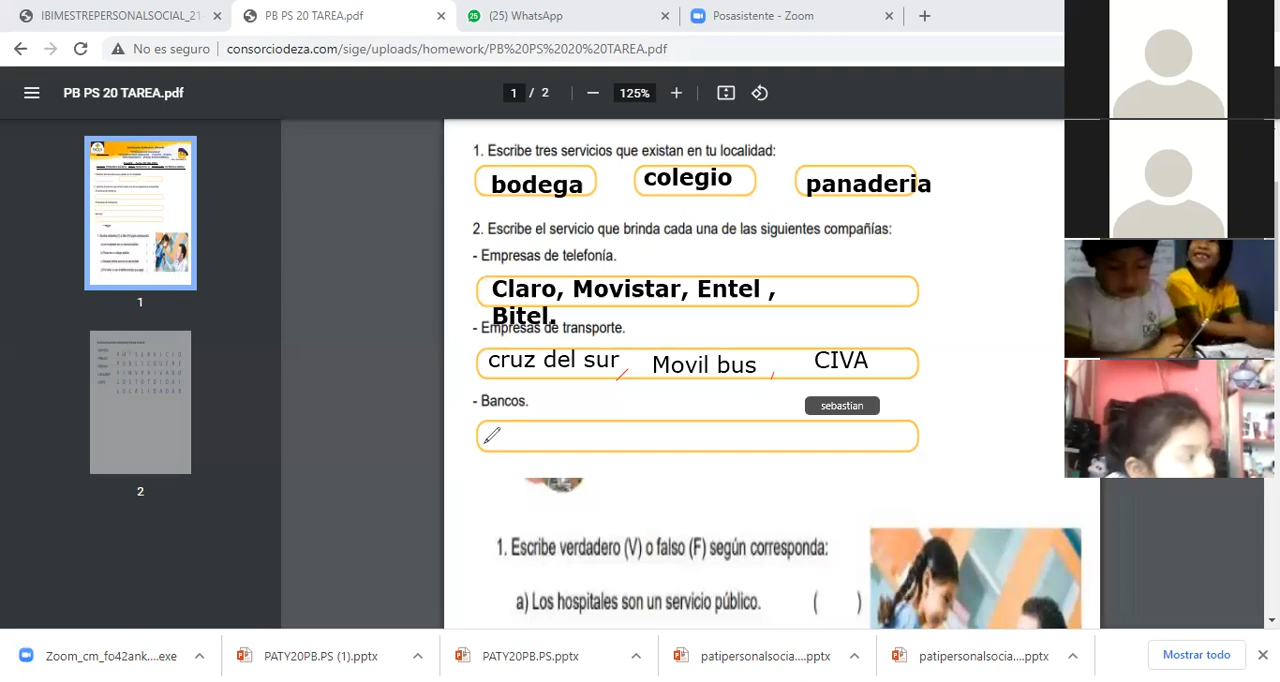 IBIMESTREPERSONALSOCIAL_21-
PB PS 20 TAREA.pdf
(25) WhatsApp
Posasistente - Zoom
No es seguro
consorciodeza.com/sige/uploads/homework/PB%20PS%2020%20TAREA.pdf
PB PS 20 TAREA.pdf
1 / 2
125%
1. Escribe tres servicios que existan en tu localidad:
bodega colegio panaderia
2. Escribe el servicio que brinda cada una de las siguientes compañías:
- Empresas de telefonía.
Claro, Movistar, Entel ,
Bitel.
- Empresas de transporte.
cruz del sur Movil bus CIVA
- Bancos.
sebastian
1. Escribe verdadero (V) o falso (F) según corresponda:
a) Los hospitales son un servicio público. ( )
1
2
Zoom_cm_fo42ank....exe
PATY20PB.PS (1).pptx
PATY20PB.PS.pptx
patipersonalsocia....pptx
patipersonalsocia....pptx
Mostrar todo